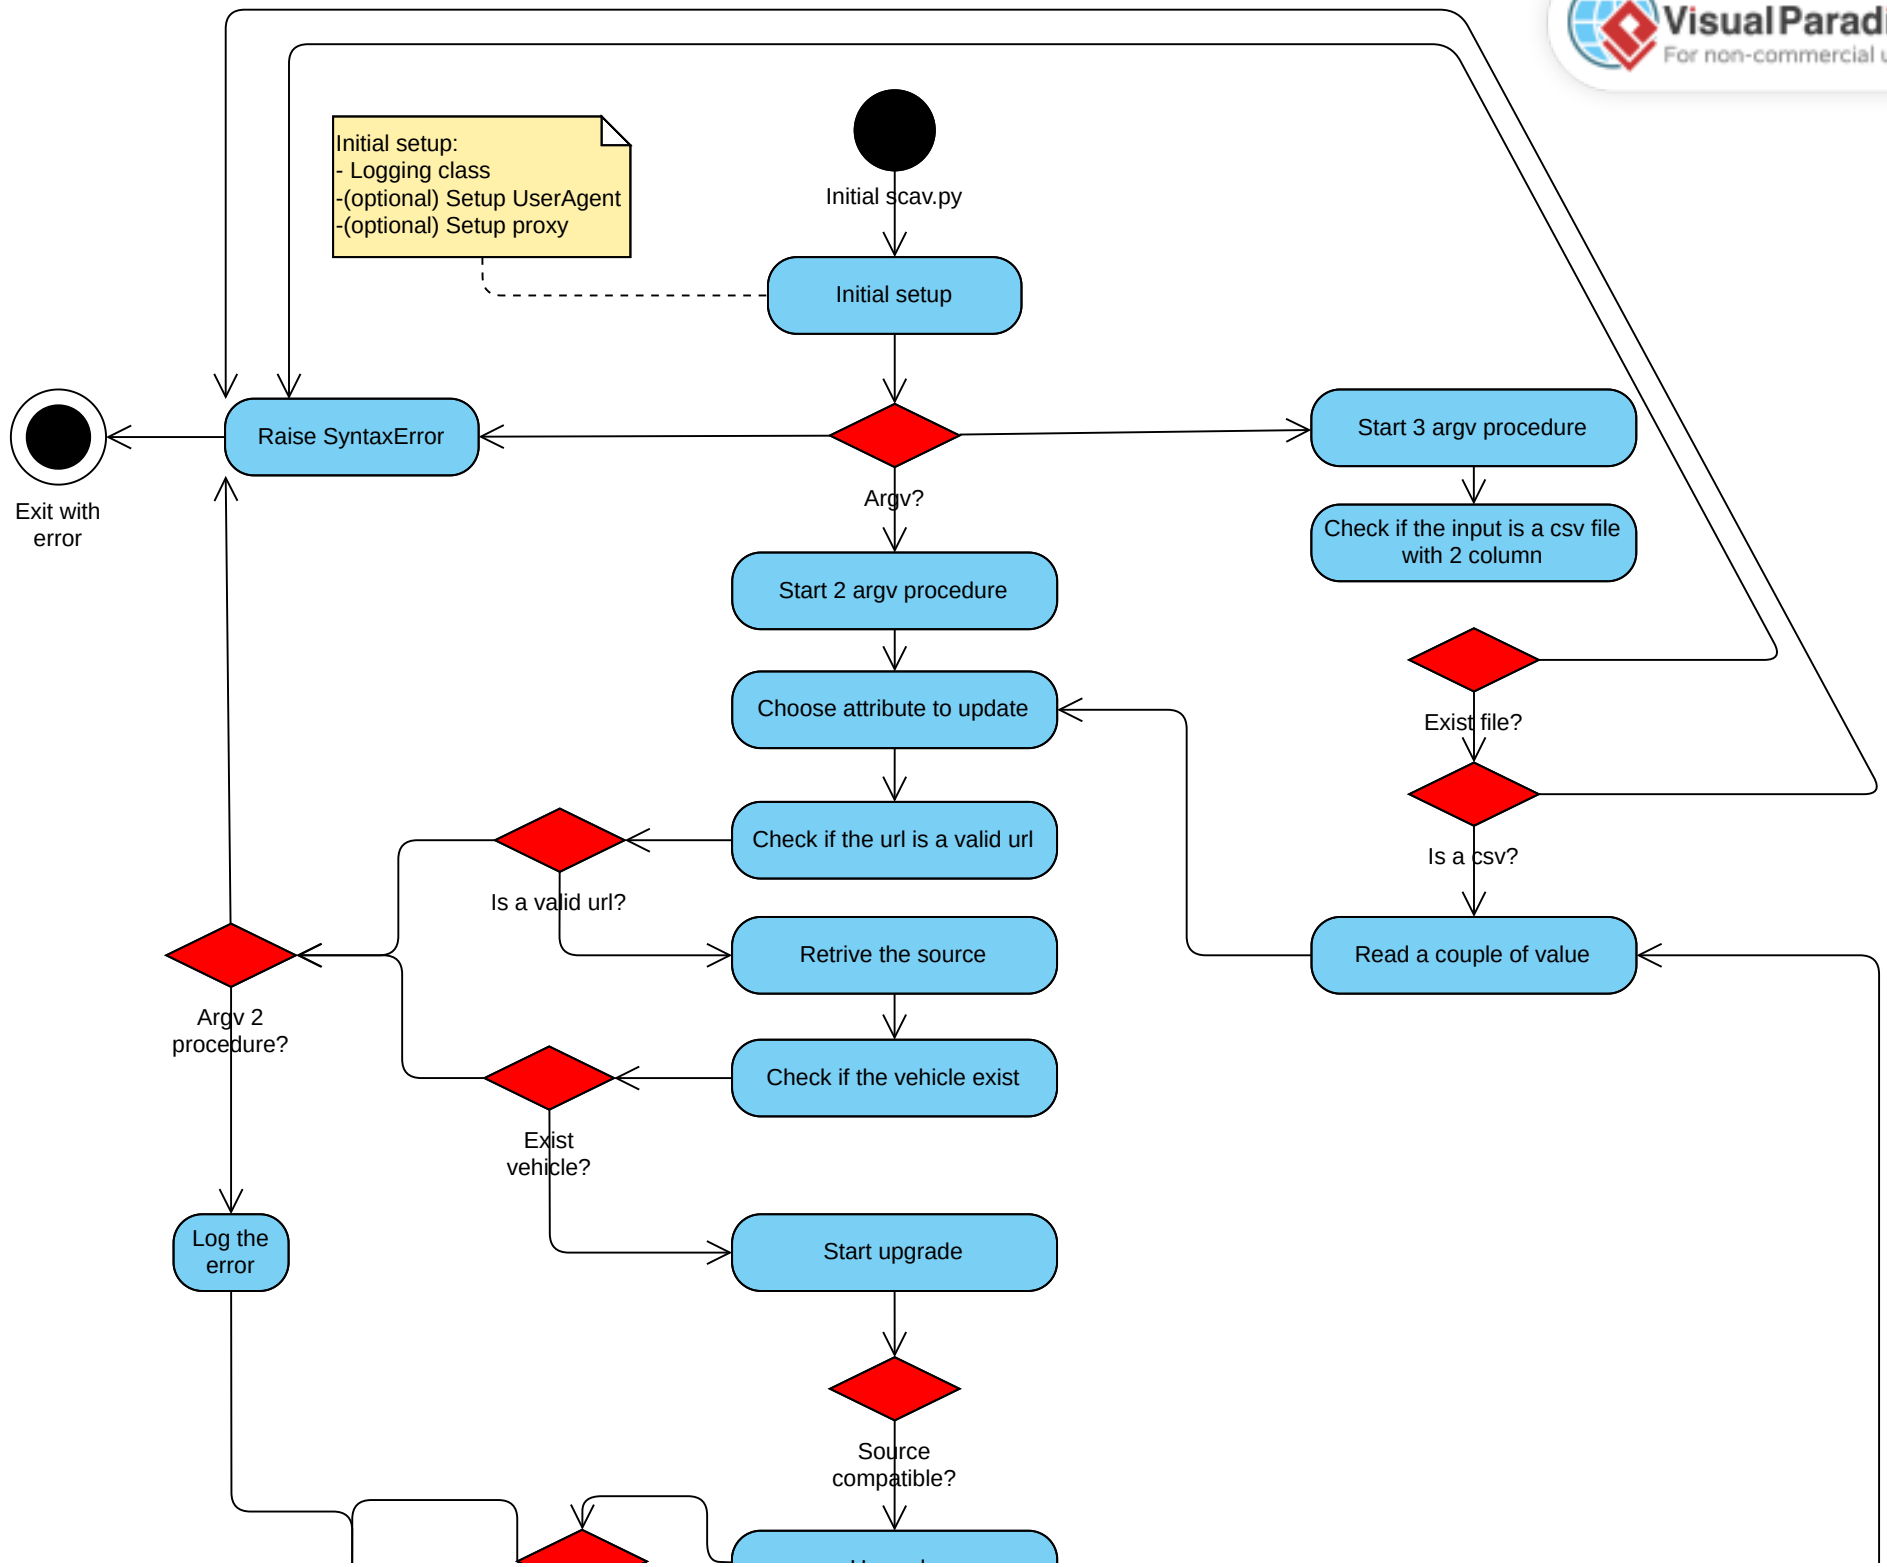 Visual Paradi
For non-commercial u
Initial setup:
- Logging class
-(optional) Setup UserAgent
-(optional) Setup proxy
Initial scav.py
Initial setup
Raise SyntaxError
Start 3 argv procedure
Argv?
Exit with
error
Check if the input is a csv file
with 2 column
Start 2 argv procedure
Choose attribute to update
Exist file?
Check if the url is a valid url
Is a csv?
Is a valid url?
Retrive the source
Read a couple of value
Argv 2
procedure?
Check if the vehicle exist
Exist
vehicle?
Log the
error
Start upgrade
Source
compatible?